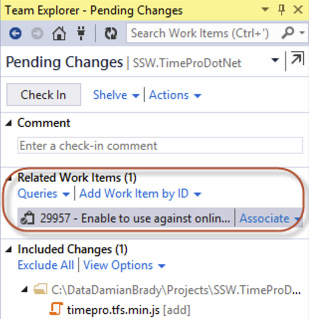 Team Explorer - Pending Changes
Search Work Items (Ctrl+')
Pending Changes | SSW.TimeProDotNet
Check In Shelve Actions
Comment
Enter a check-in comment
Related Work Items (1)
Queries | Add Work Item by ID
29957 - Enable to use against onlin... Associate
Included Changes (1)
Exclude All | View Options
C:\DataDamianBrady\Projects\SSW.TimeProD...
timepro.tfs.min.js [add]